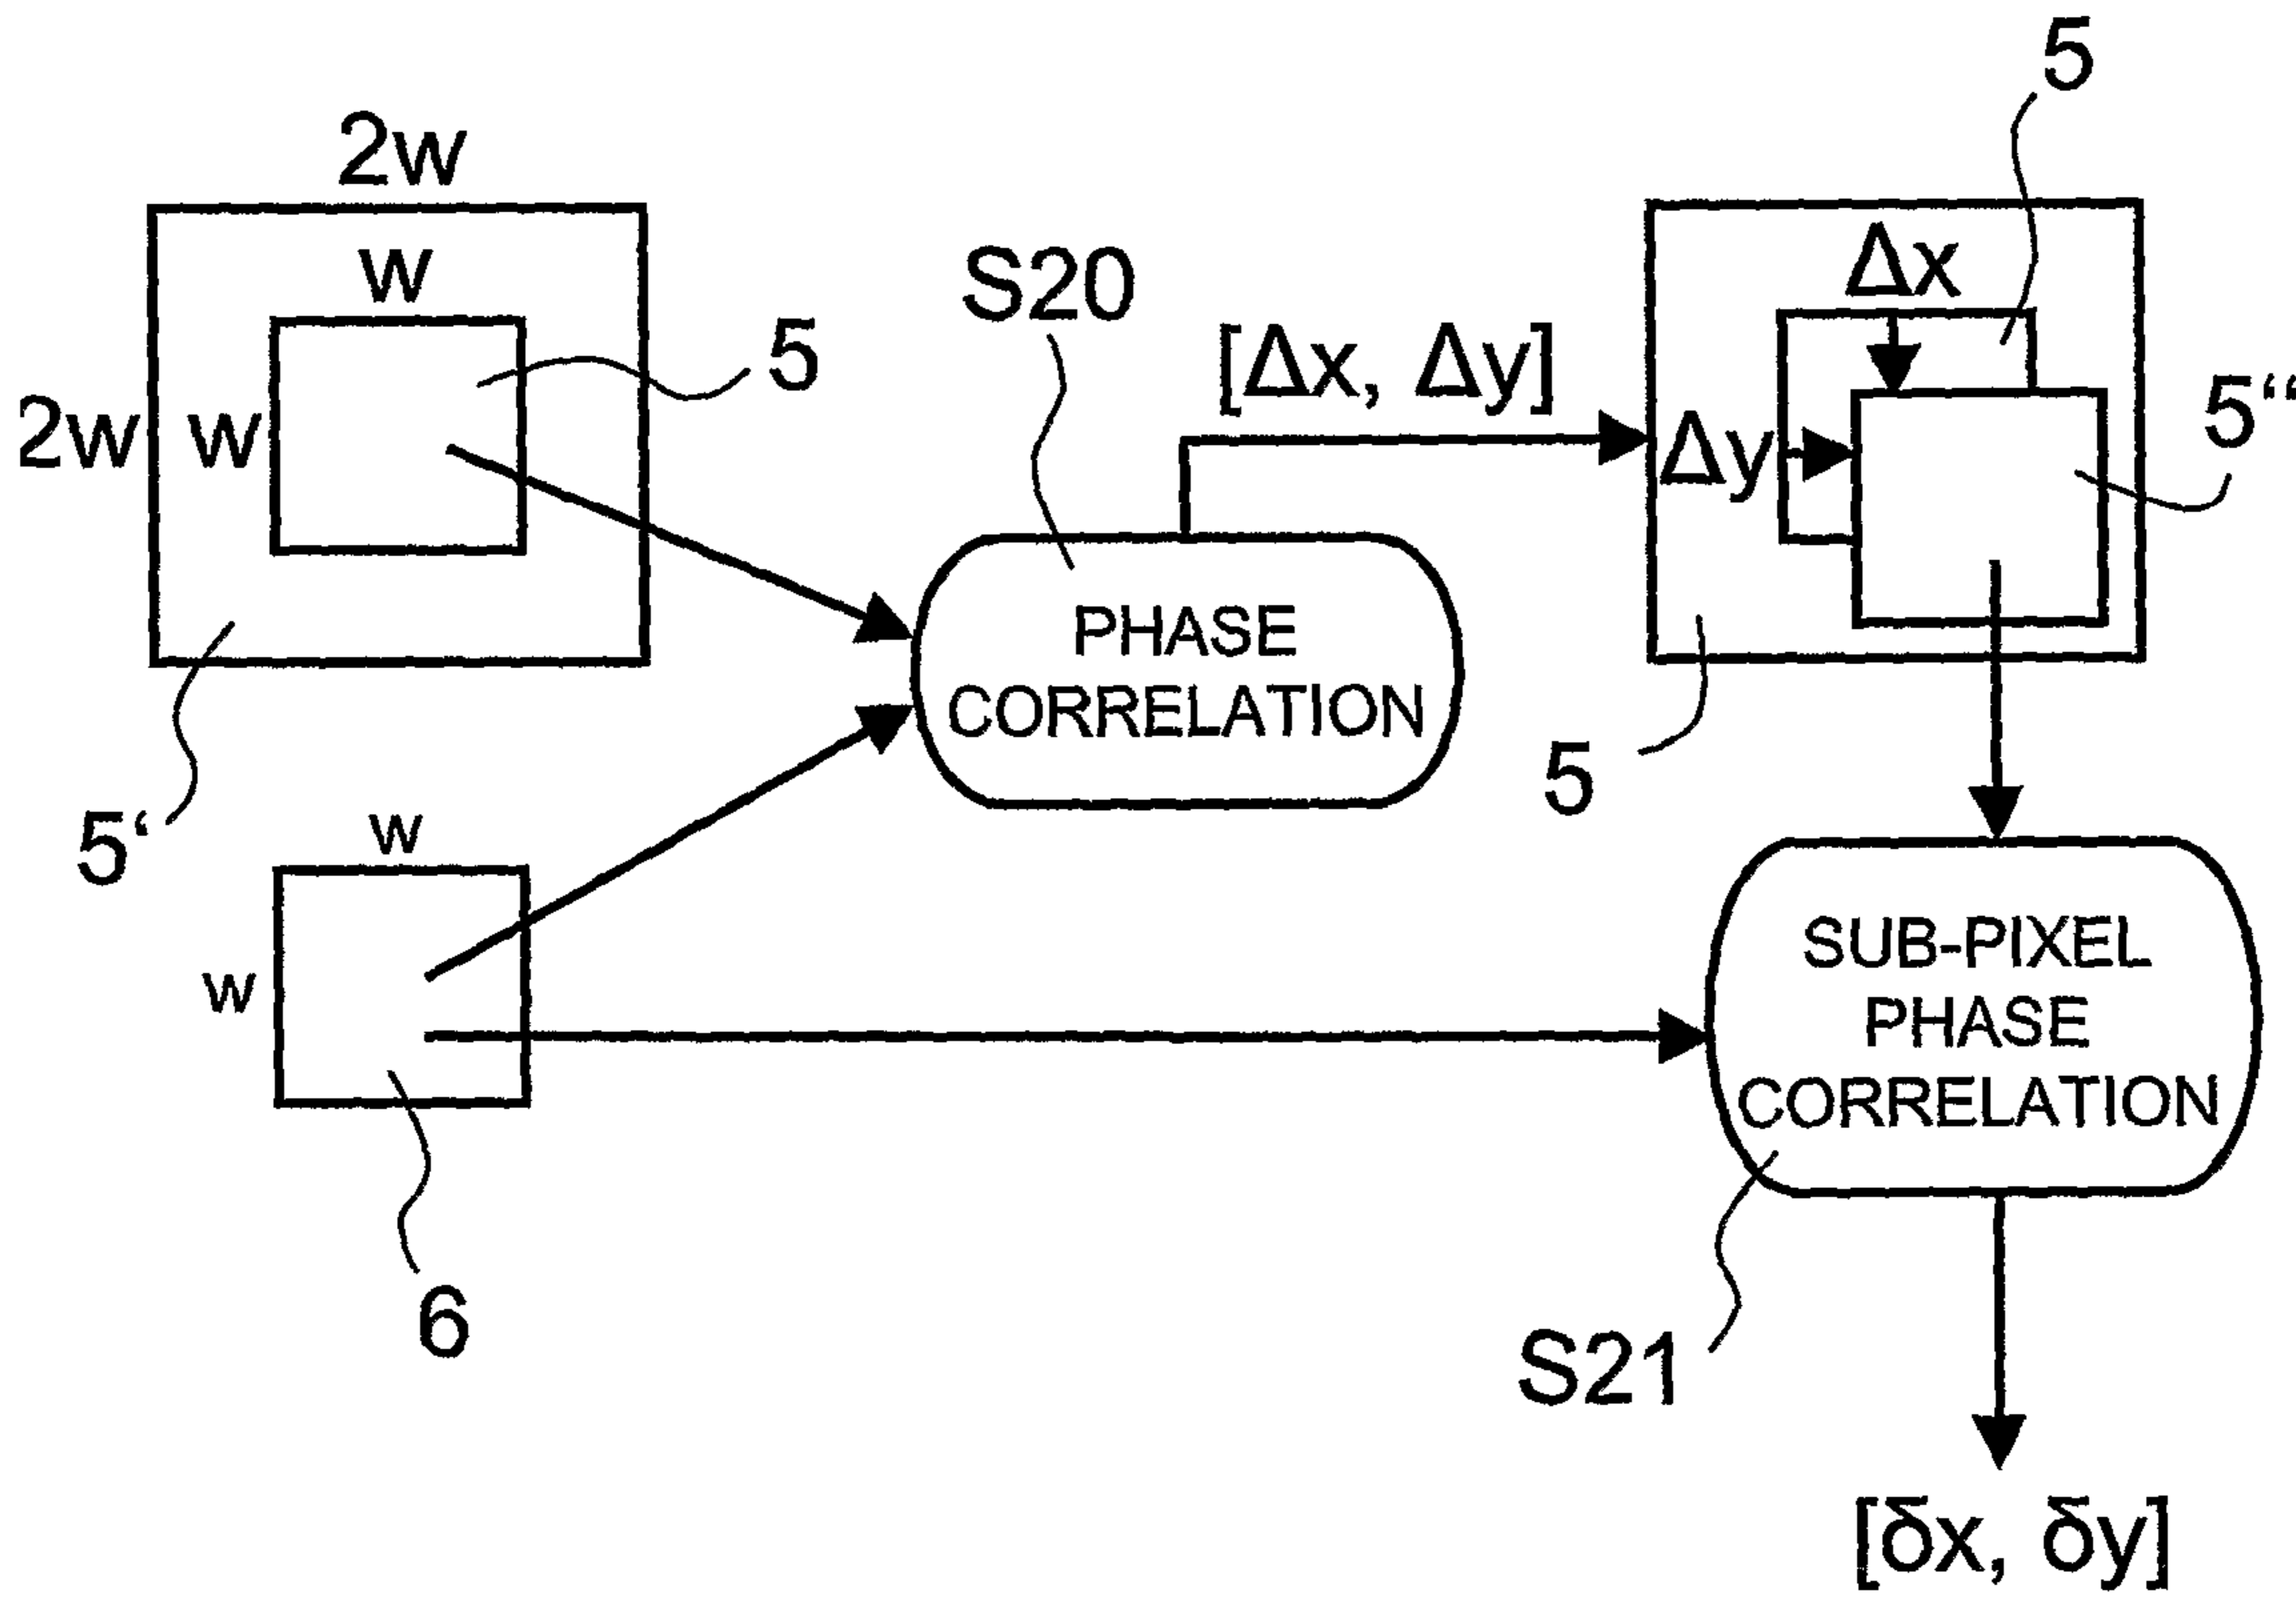 2w
w
5
2w
w
5‘
w
w
6
S20
[Δx, Δy]
PHASE
CORRELATION
5
Δx
Δy
5“
5
SUB-PIXEL
PHASE
CORRELATION
S21
[δx, δy]